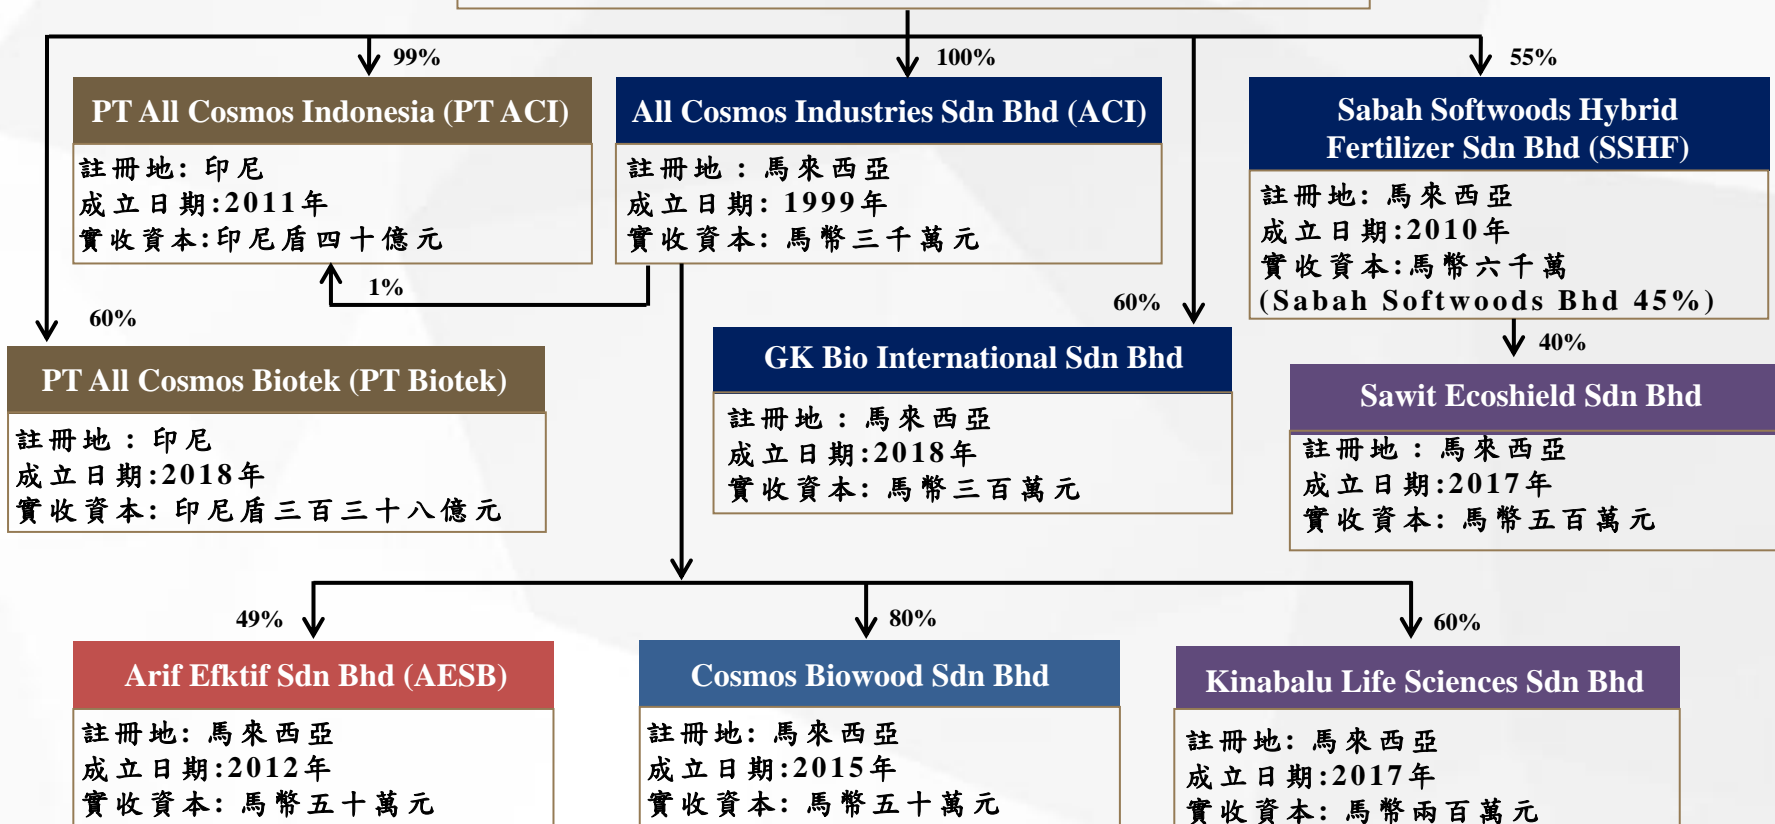 99%
100%
55%
PT All Cosmos Indonesia (PT ACI)
註冊地: 印尼
成立日期:2011年
實收資本:印尼盾四十億元
All Cosmos Industries Sdn Bhd (ACI)
註冊地 : 馬來西亞
成立日期: 1999年
實收資本: 馬幣三千萬元
Sabah Softwoods Hybrid
Fertilizer Sdn Bhd (SSHF)
註冊地: 馬來西亞
成立日期:2010年
實收資本:馬幣六千萬
(Sabah Softwoods Bhd 45%)
1%
60%
60%
40%
PT All Cosmos Biotek (PT Biotek)
註冊地 : 印尼
成立日期:2018年
實收資本: 印尼盾三百三十八億元
GK Bio International Sdn Bhd
註冊地 : 馬來西亞
成立日期:2018年
實收資本: 馬幣三百萬元
Sawit Ecoshield Sdn Bhd
註冊地 : 馬來西亞
成立日期:2017年
實收資本: 馬幣五百萬元
49%
80%
60%
Arif Efktif Sdn Bhd (AESB)
註冊地: 馬來西亞
成立日期:2012年
實收資本: 馬幣五十萬元
Cosmos Biowood Sdn Bhd
註冊地: 馬來西亞
成立日期:2015年
實收資本: 馬幣五十萬元
Kinabalu Life Sciences Sdn Bhd
註冊地: 馬來西亞
成立日期:2017年
實收資本: 馬幣兩百萬元